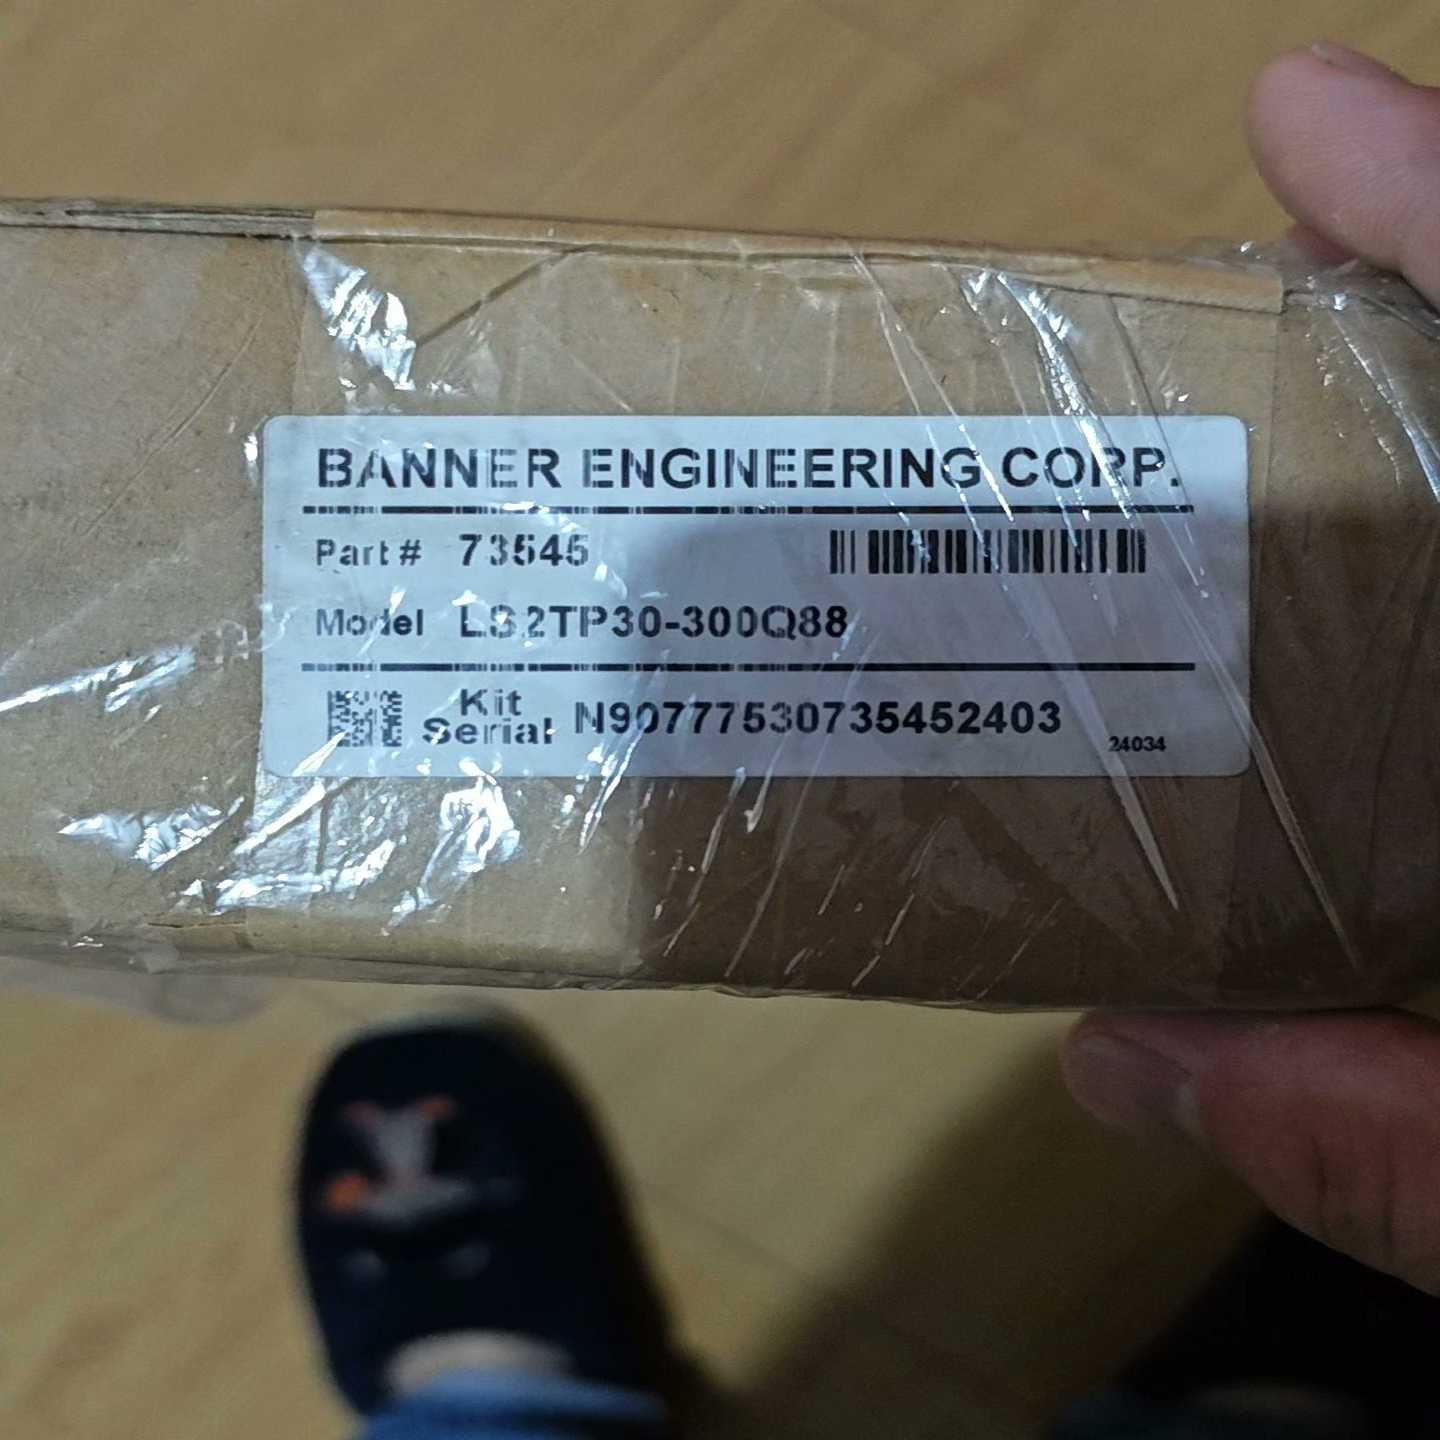 BANNER ENGINEERING CORP.
Part # 73545
Model LS2TP30-300Q88
Kit Serial N90777530735452403
24034